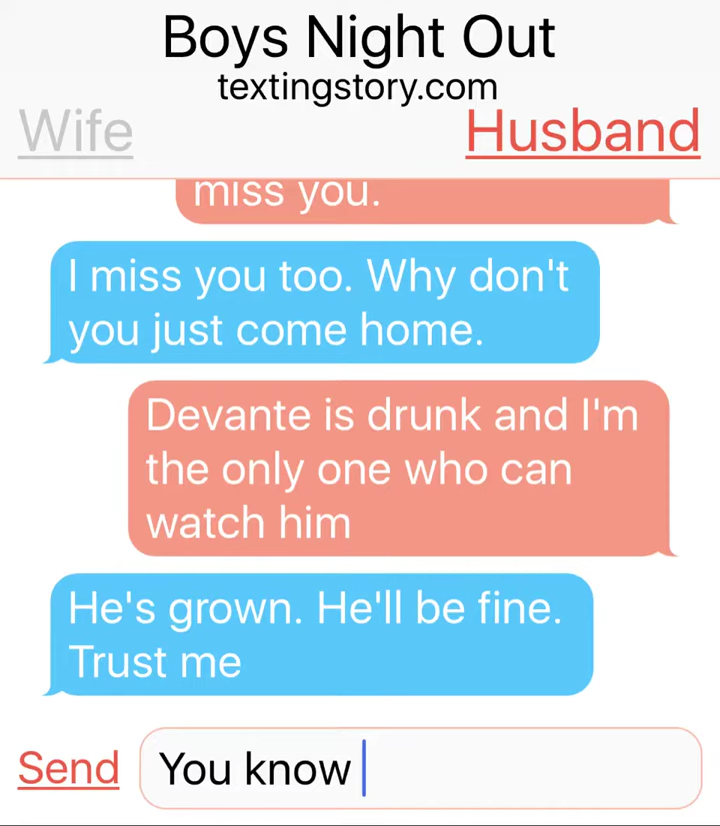 Boys Night Out
textingstory.com
Wife
Husband
miss you.
I miss you too. Why don't
you just come home.
Devante is drunk and I'm
the only one who can
watch him
He's grown. He'll be fine.
Trust me
Send
You know